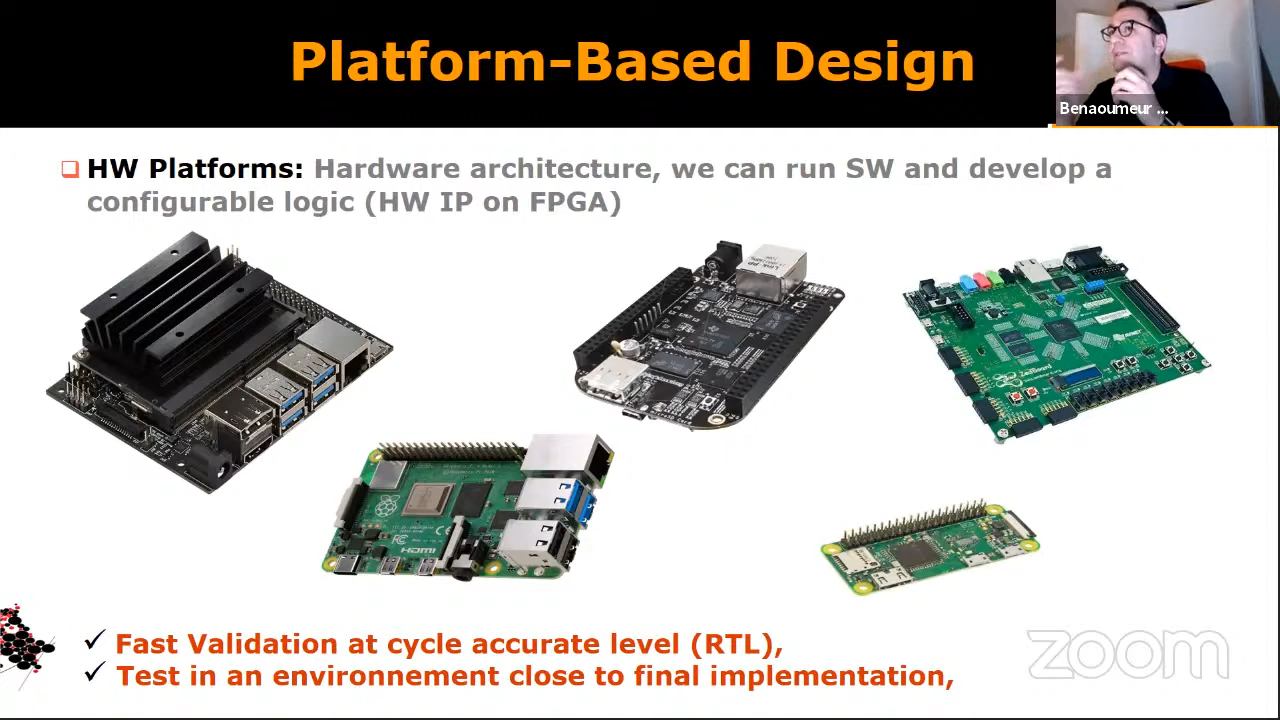 Platform-Based Design
Benaoumeur ...
HW Platforms: Hardware architecture, we can run SW and develop a
configurable logic (HW IP on FPGA)
HDMI
Fast Validation at cycle accurate level (RTL),
Test in an environnement close to final implementation,
zoom